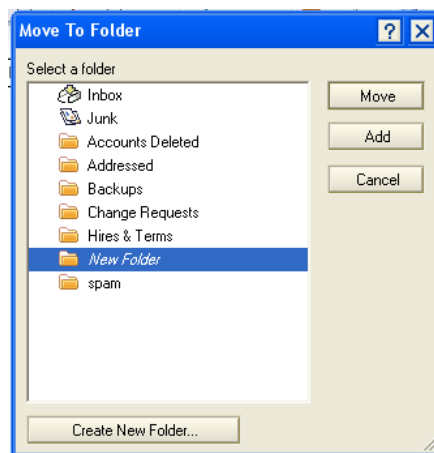 Move To Folder
Select a folder
Inbox
Junk
Accounts Deleted
Addressed
Backups
Change Requests
Hires & Terms
New Folder
spam
Move
Add
Cancel
Create New Folder...